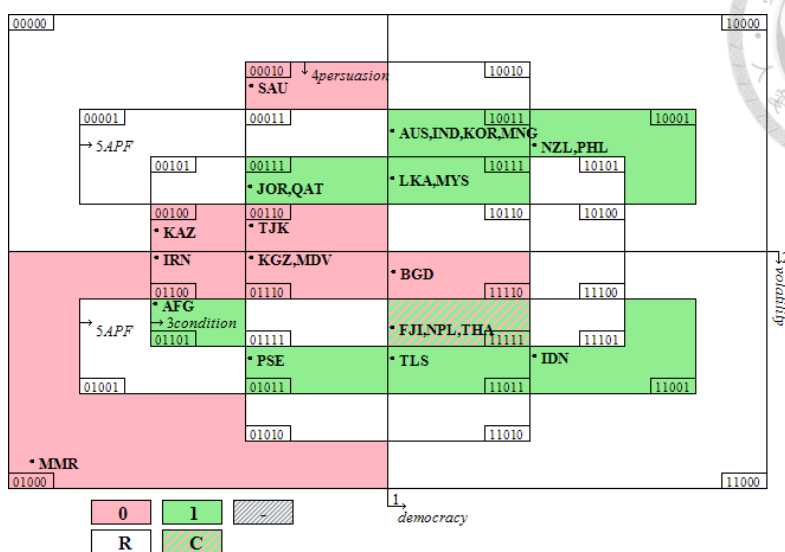 00000 10000
00010 4persuasion 10010
SAU
00001 00011 10011 10001
AUS,IND,KOR,MNG
5APF NZL,PHL
00101 00111 10111 10101
JOR,QAT LKA,MYS
00100 00110 10110 10100
KAZ TJK
2
IRN KGZ,MDV BGD
volability
01100 01110 11110 11100
AFG
5APF 3condition FJI,NPL,THA
01101 01111 11111 11101
PSE TLS IDN
01001 01011 11011 11001
01010 11010
MMR
01000 11000
1
democracy
0 1 -
R C